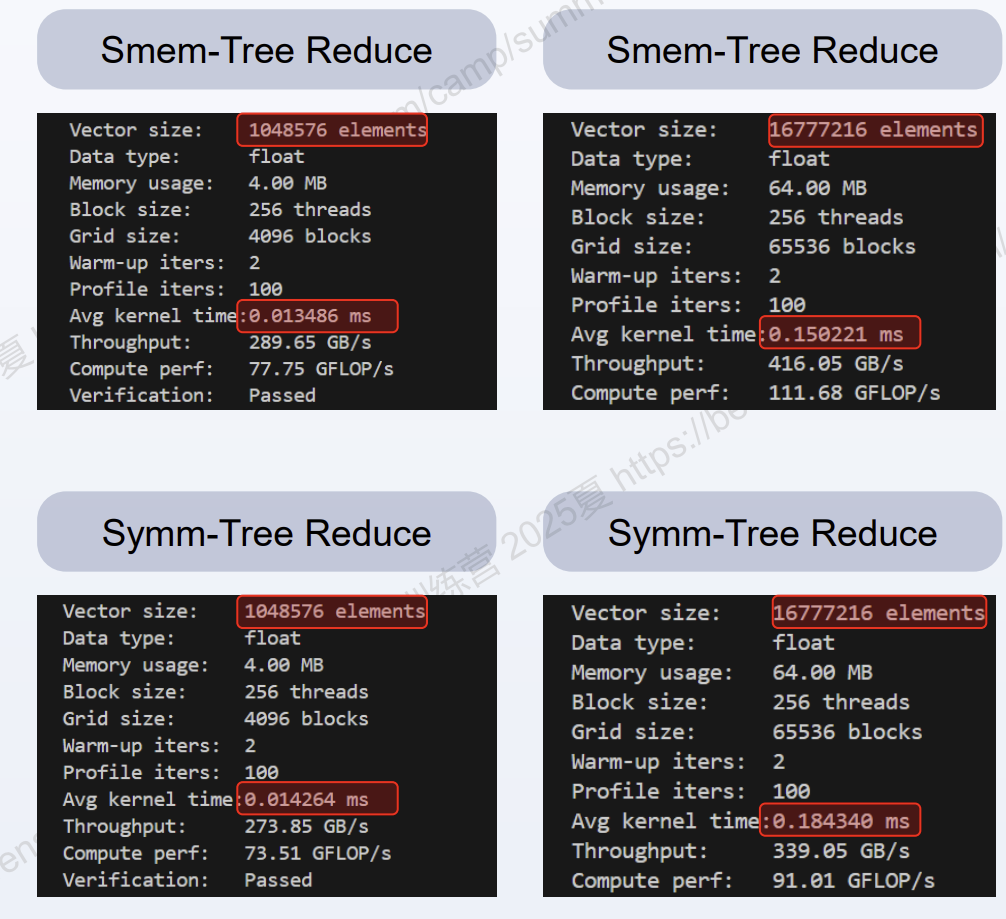 Smem-Tree Reduce
Vector size: 1048576 elements
Data type: float
Memory usage: 4.00 MB
Block size: 256 threads
Grid size: 4096 blocks
Warm-up iters: 2
Profile iters: 100
Avg kernel time:0.013486 ms
Throughput: 289.65 GB/s
Compute perf: 77.75 GFLOP/s
Verification: Passed
Smem-Tree Reduce
Vector size: 16777216 elements
Data type: float
Memory usage: 64.00 MB
Block size: 256 threads
Grid size: 65536 blocks
Warm-up iters: 2
Profile iters: 100
Avg kernel time:0.150221 ms
Throughput: 416.05 GB/s
Compute perf: 111.68 GFLOP/s
Symm-Tree Reduce
Vector size: 1048576 elements
Data type: float
Memory usage: 4.00 MB
Block size: 256 threads
Grid size: 4096 blocks
Warm-up iters: 2
Profile iters: 100
Avg kernel time:0.014264 ms
Throughput: 273.85 GB/s
Compute perf: 73.51 GFLOP/s
Verification: Passed
Symm-Tree Reduce
Vector size: 16777216 elements
Data type: float
Memory usage: 64.00 MB
Block size: 256 threads
Grid size: 65536 blocks
Warm-up iters: 2
Profile iters: 100
Avg kernel time:0.184340 ms
Throughput: 339.05 GB/s
Compute perf: 91.01 GFLOP/s
m/camp/summ
训练营 2025夏 https://be
夏